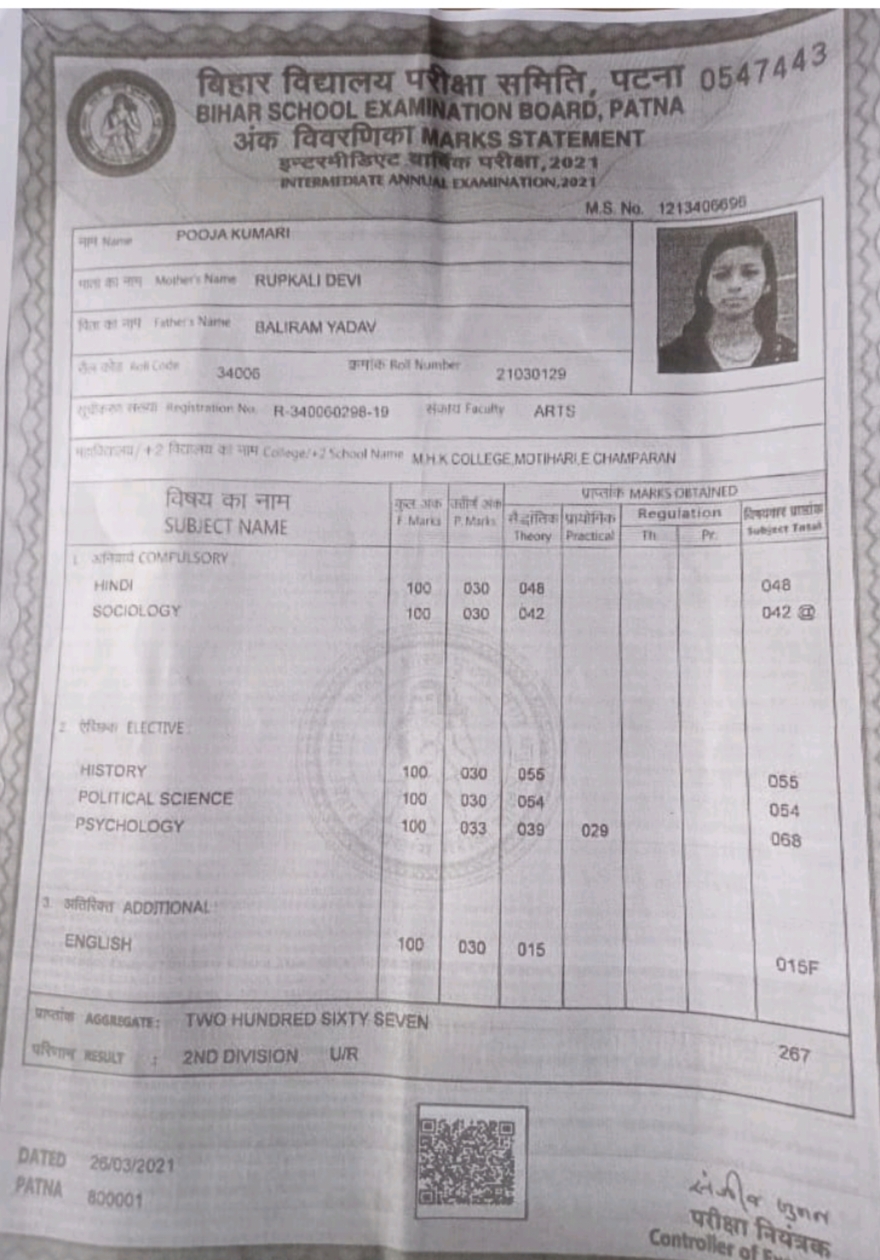 बिहार विद्यालय परीक्षा समिति, पटना 0547443
BIHAR SCHOOL EXAMINATION BOARD, PATNA
अंक विवरणिका MARKS STATEMENT
इन्टरमीडिएट वार्षिक परीक्षा, 2021
INTERMEDIATE ANNUAL EXAMINATION, 2021
M.S. No. 1213406696
नाम Name POOJA KUMARI
माता का नाम Mother's Name RUPKALI DEVI
पिता का नाम Father's Name BALIRAM YADAV
रौल कोड Roll Code 34006 क्रमांक Roll Number 21030129
सूचीकरण संख्या Registration No. R-340060298-19 संकाय Faculty ARTS
महाविद्यालय/+2 विद्यालय का नाम College/+2 School Name M.H.K COLLEGE,MOTIHARI,E CHAMPARAN
विषय का नाम कुल अंक उत्तीर्ण अंक प्राप्तांक MARKS OBTAINED
SUBJECT NAME F. Marks P. Marks सैद्धांतिक Theory प्रायोगिक Practical Regulation Th. Pr. विषयवार प्राप्तांक Subject Total
1. अनिवार्य COMPULSORY
HINDI 100 030 048 048
SOCIOLOGY 100 030 042 042 @
2. ऐच्छिक ELECTIVE :
HISTORY 100 030 055 055
POLITICAL SCIENCE 100 030 054 054
PSYCHOLOGY 100 033 039 029 068
3. अतिरिक्त ADDITIONAL :
ENGLISH 100 030 015 015F
प्राप्तांक AGGREGATE : TWO HUNDRED SIXTY SEVEN 267
परिणाम RESULT : 2ND DIVISION U/R
DATED 26/03/2021
PATNA 800001
परीक्षा नियंत्रक
Controller of